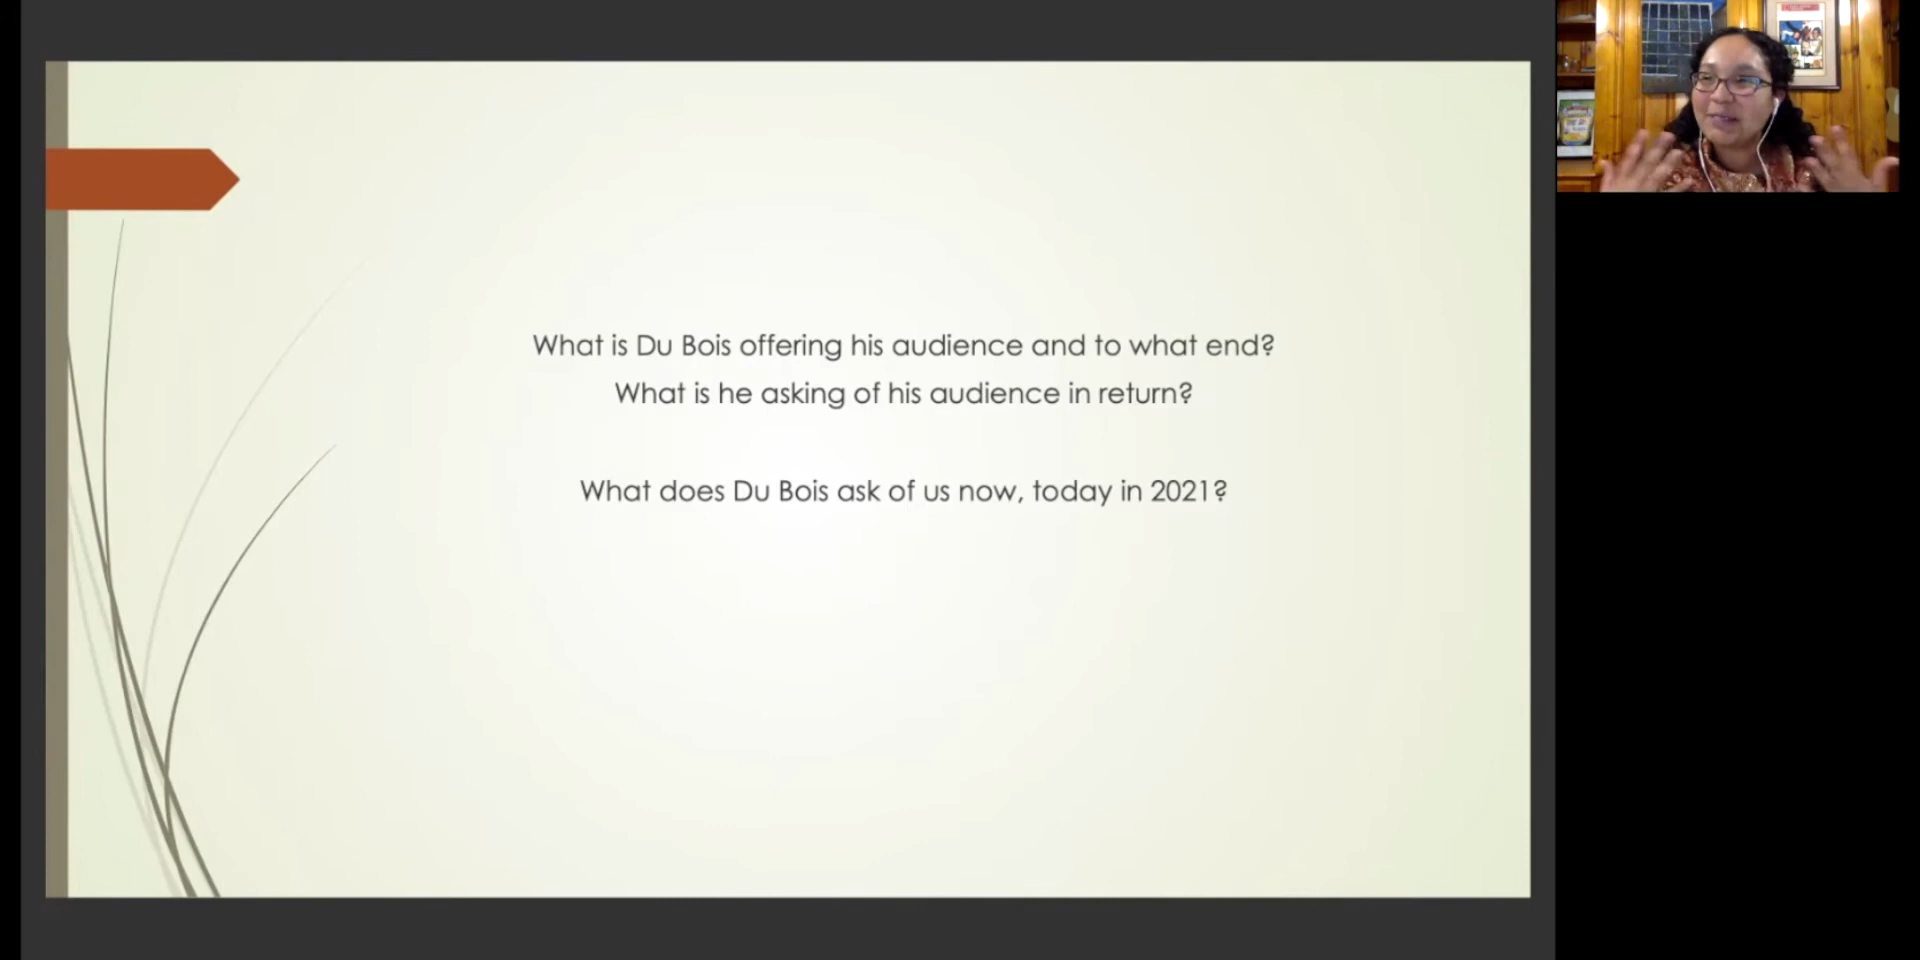 What is Du Bois offering his audience and to what end?
What is he asking of his audience in return?
What does Du Bois ask of us now, today in 2021?